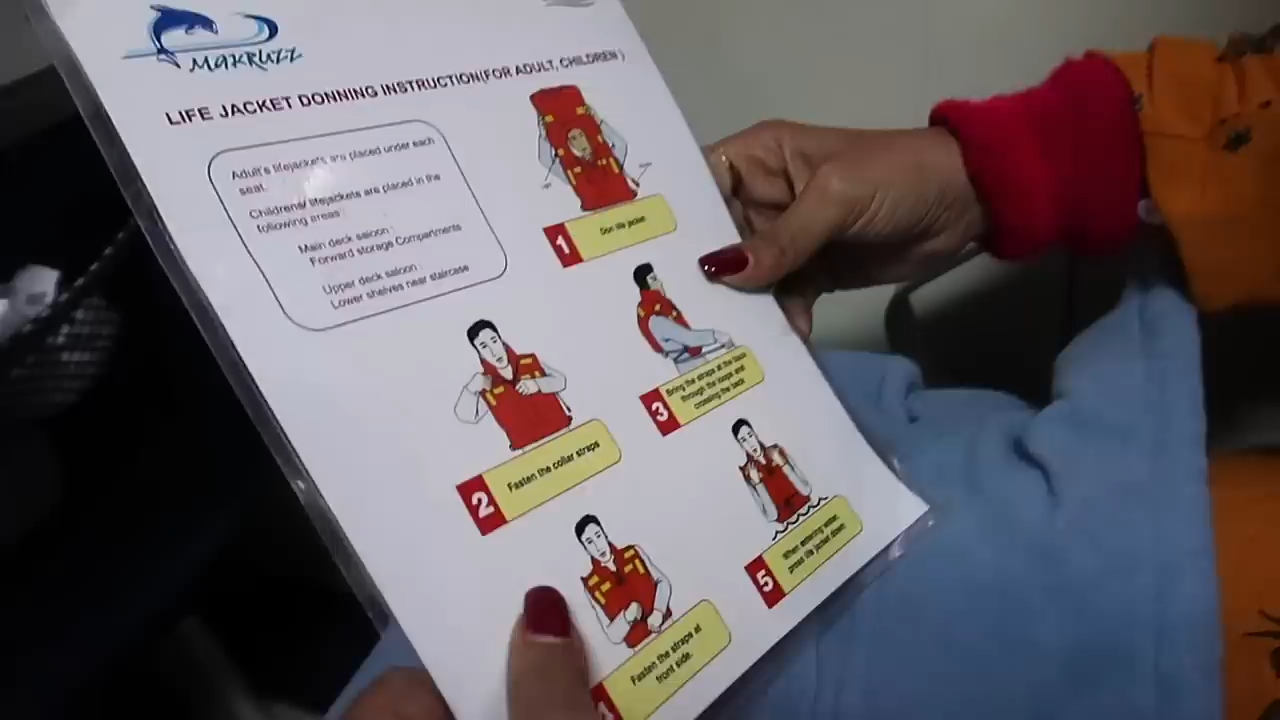 MAKRUZZ
LIFE JACKET DONNING INSTRUCTION(FOR ADULT, CHILDREN )
Adult's lifejackets are placed under each
seat.
Childrens' lifejackets are placed in the
following areas :
Main deck saloon :
Forward storage Compartments
Upper deck saloon :
Lower shelves near staircase
1
Don life jacket
2
Fasten the collar straps
3
Bring the straps at the back
through the loops and
crossing the back
4
Fasten the straps at
front side.
5
When entering water,
press life jacket down